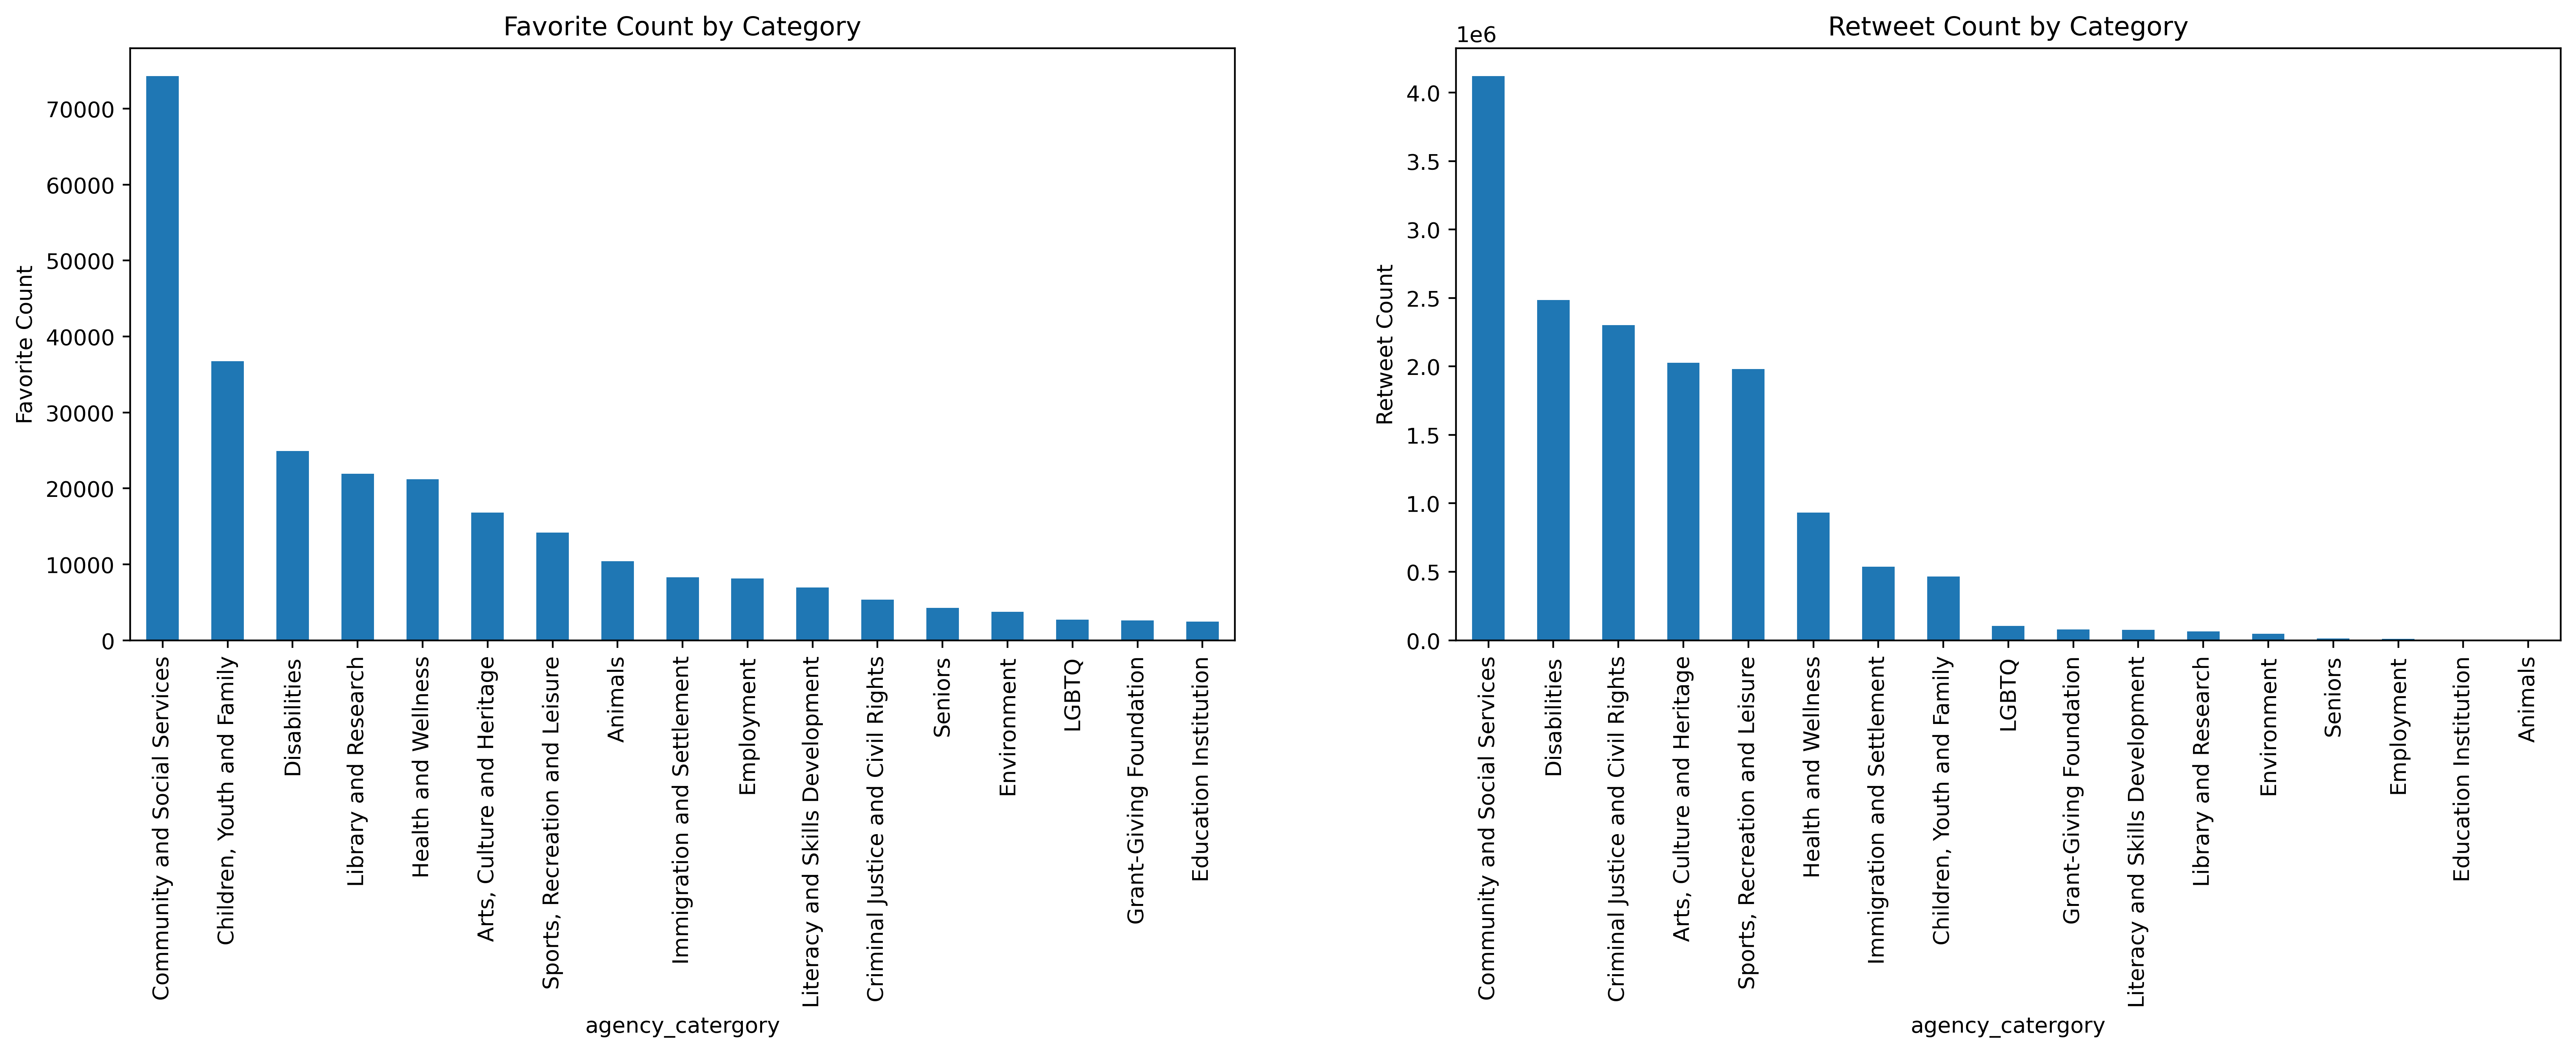 Favorite Count by Category
Favorite Count
70000
60000
50000
40000
30000
20000
10000
0
Community and Social Services
Children, Youth and Family
Disabilities
Library and Research
Health and Wellness
Arts, Culture and Heritage
Sports, Recreation and Leisure
Animals
Immigration and Settlement
Employment
Literacy and Skills Development
Criminal Justice and Civil Rights
Seniors
Environment
LGBTQ
Grant-Giving Foundation
Education Institution
agency_catergory
Retweet Count by Category
1e6
Retweet Count
4.0
3.5
3.0
2.5
2.0
1.5
1.0
0.5
0.0
Community and Social Services
Disabilities
Criminal Justice and Civil Rights
Arts, Culture and Heritage
Sports, Recreation and Leisure
Health and Wellness
Immigration and Settlement
Children, Youth and Family
LGBTQ
Grant-Giving Foundation
Literacy and Skills Development
Library and Research
Environment
Seniors
Employment
Education Institution
Animals
agency_catergory